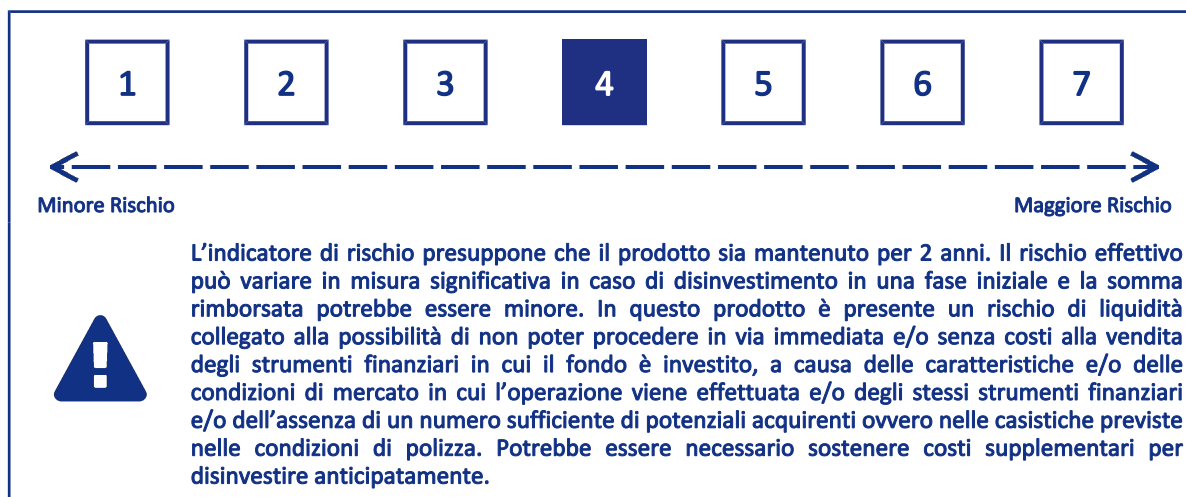 1 2 3 4 5 6 7
Minore Rischio Maggiore Rischio
L’indicatore di rischio presuppone che il prodotto sia mantenuto per 2 anni. Il rischio effettivo
può variare in misura significativa in caso di disinvestimento in una fase iniziale e la somma
rimborsata potrebbe essere minore. In questo prodotto è presente un rischio di liquidità
collegato alla possibilità di non poter procedere in via immediata e/o senza costi alla vendita
degli strumenti finanziari in cui il fondo è investito, a causa delle caratteristiche e/o delle
condizioni di mercato in cui l’operazione viene effettuata e/o degli stessi strumenti finanziari
e/o dell’assenza di un numero sufficiente di potenziali acquirenti ovvero nelle casistiche previste
nelle condizioni di polizza. Potrebbe essere necessario sostenere costi supplementari per
disinvestire anticipatamente.